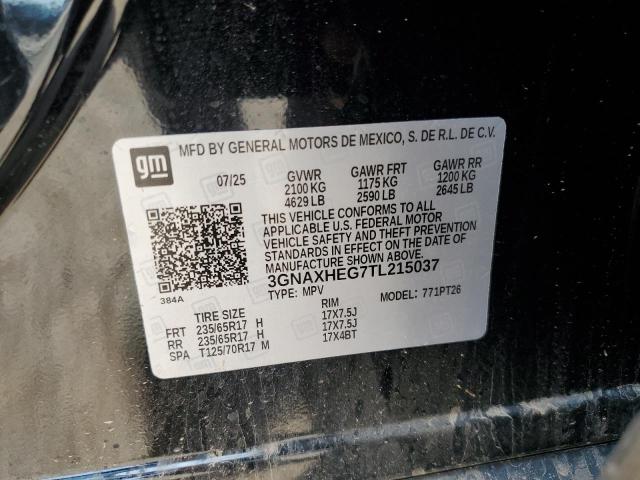 gm MFD BY GENERAL MOTORS DE MEXICO, S. DE R.L. DE C.V.
07/25 GVWR GAWR FRT GAWR RR
2100 KG 1175 KG 1200 KG
4629 LB 2590 LB 2645 LB
THIS VEHICLE CONFORMS TO ALL
APPLICABLE U.S. FEDERAL MOTOR
VEHICLE SAFETY AND THEFT PREVENTION
STANDARDS IN EFFECT ON THE DATE OF
MANUFACTURE SHOWN ABOVE.
3GNAXHEG7TL215037
384A TYPE: MPV MODEL: 771PT26
TIRE SIZE RIM
FRT 235/65R17 H 17X7.5J
RR 235/65R17 H 17X7.5J
SPA T125/70R17 M 17X4BT